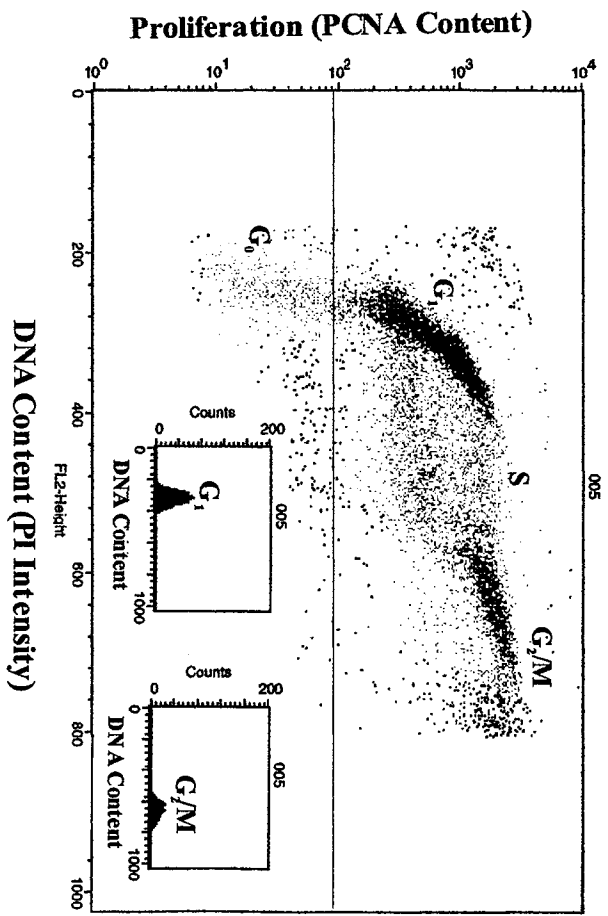 Proliferation (PCNA Content)
10⁰ 10¹ 10² 10³ 10⁴
005
0 200 400 600 800 1000
G₀
G₁
S
G₂/M
005
Counts
0 200
G₁
0 1000
DNA Content
005
Counts
0 200
G₂/M
0 1000
DNA Content
FL2-Height
DNA Content (PI Intensity)